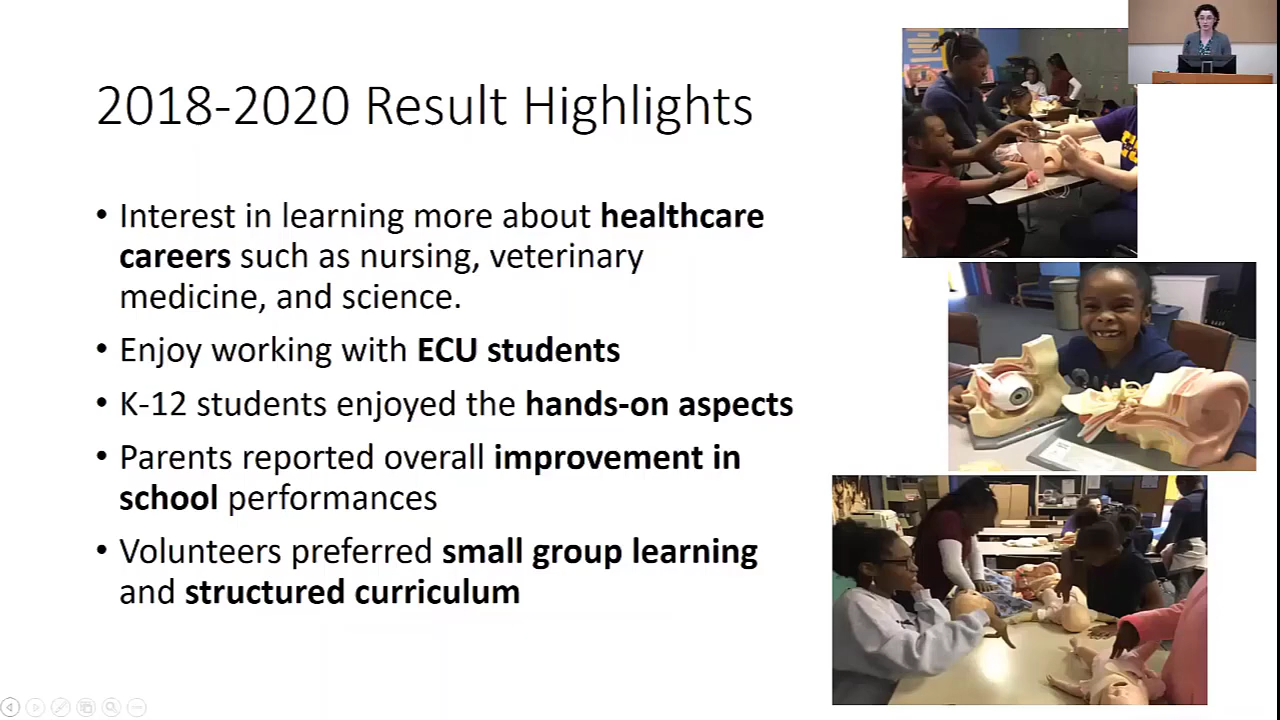 2018-2020 Result Highlights
• Interest in learning more about healthcare
careers such as nursing, veterinary
medicine, and science.
• Enjoy working with ECU students
• K-12 students enjoyed the hands-on aspects
• Parents reported overall improvement in
school performances
• Volunteers preferred small group learning
and structured curriculum